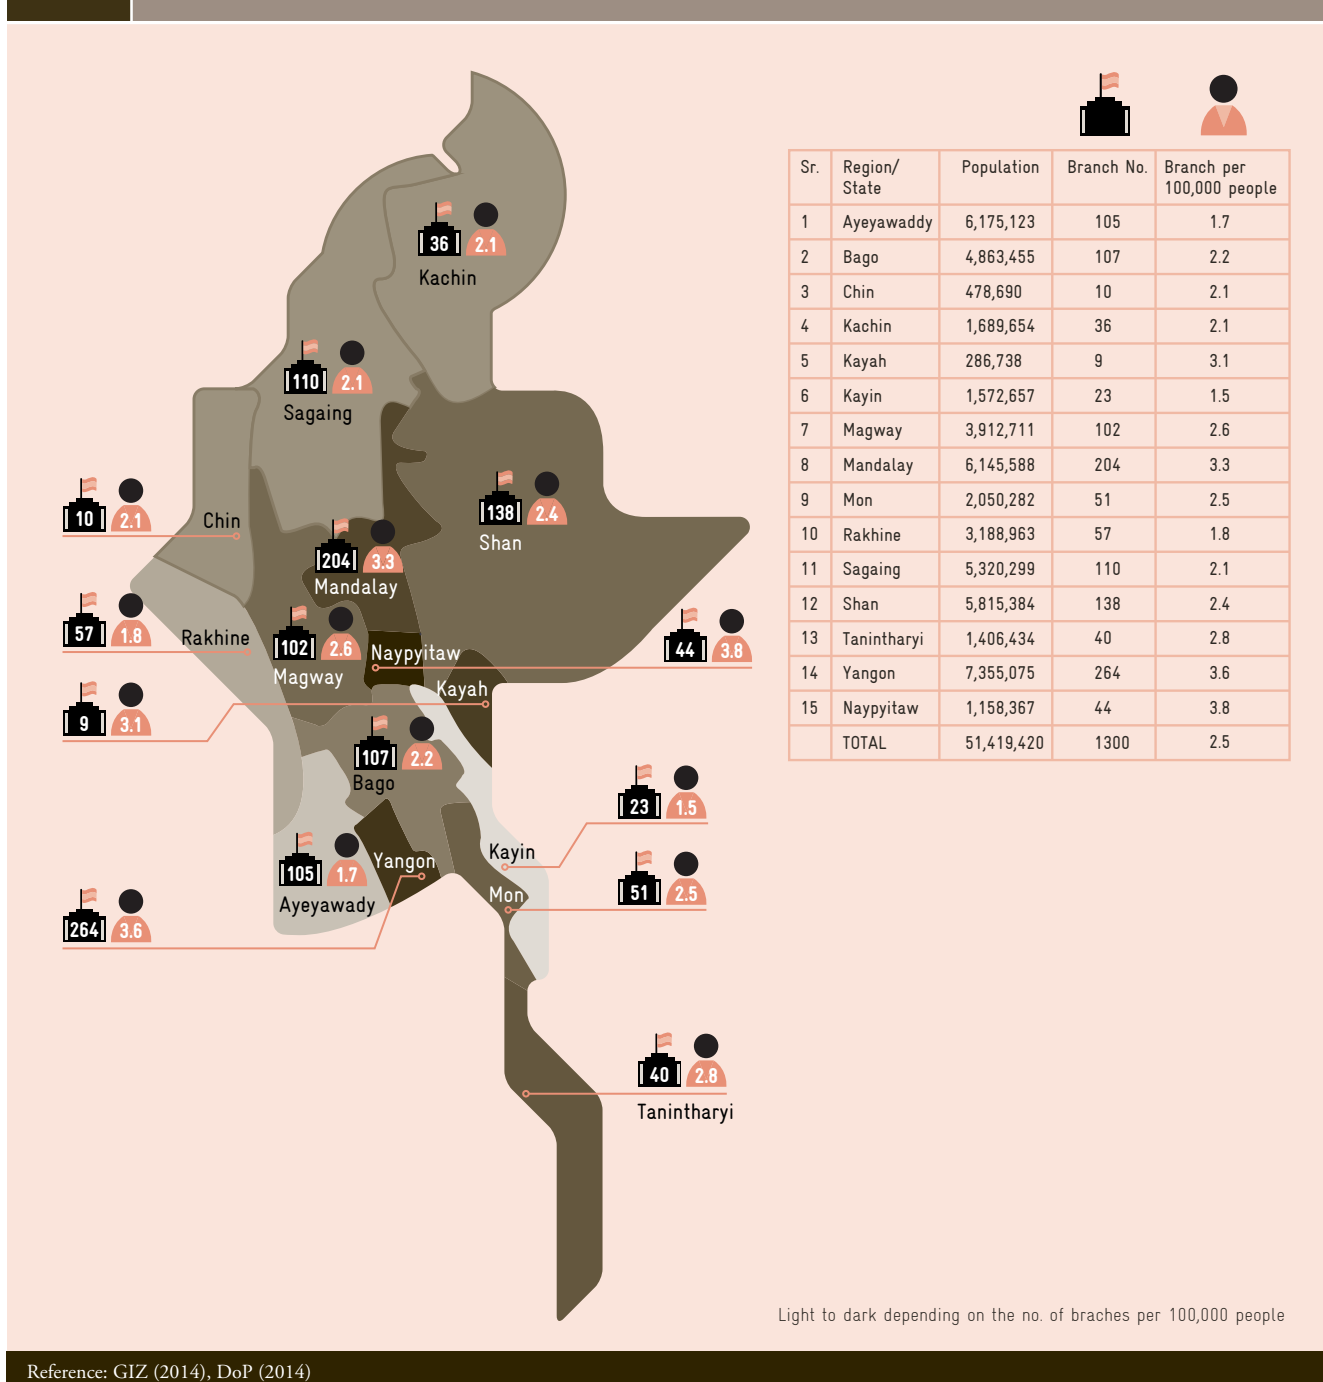 36 2.1
Kachin
110 2.1
Sagaing
10 2.1
Chin
138 2.4
Shan
204 3.3
Mandalay
57 1.8
Rakhine
102 2.6
Magway
Naypyitaw
44 3.8
9 3.1
Kayah
107 2.2
Bago
23 1.5
Kayin
105 1.7
Ayeyawady
Yangon
264 3.6
Mon
51 2.5
40 2.8
Tanintharyi
Sr. Region/ State Population Branch No. Branch per 100,000 people
1 Ayeyawaddy 6,175,123 105 1.7
2 Bago 4,863,455 107 2.2
3 Chin 478,690 10 2.1
4 Kachin 1,689,654 36 2.1
5 Kayah 286,738 9 3.1
6 Kayin 1,572,657 23 1.5
7 Magway 3,912,711 102 2.6
8 Mandalay 6,145,588 204 3.3
9 Mon 2,050,282 51 2.5
10 Rakhine 3,188,963 57 1.8
11 Sagaing 5,320,299 110 2.1
12 Shan 5,815,384 138 2.4
13 Tanintharyi 1,406,434 40 2.8
14 Yangon 7,355,075 264 3.6
15 Naypyitaw 1,158,367 44 3.8
TOTAL 51,419,420 1300 2.5
Light to dark depending on the no. of braches per 100,000 people
Reference: GIZ (2014), DoP (2014)